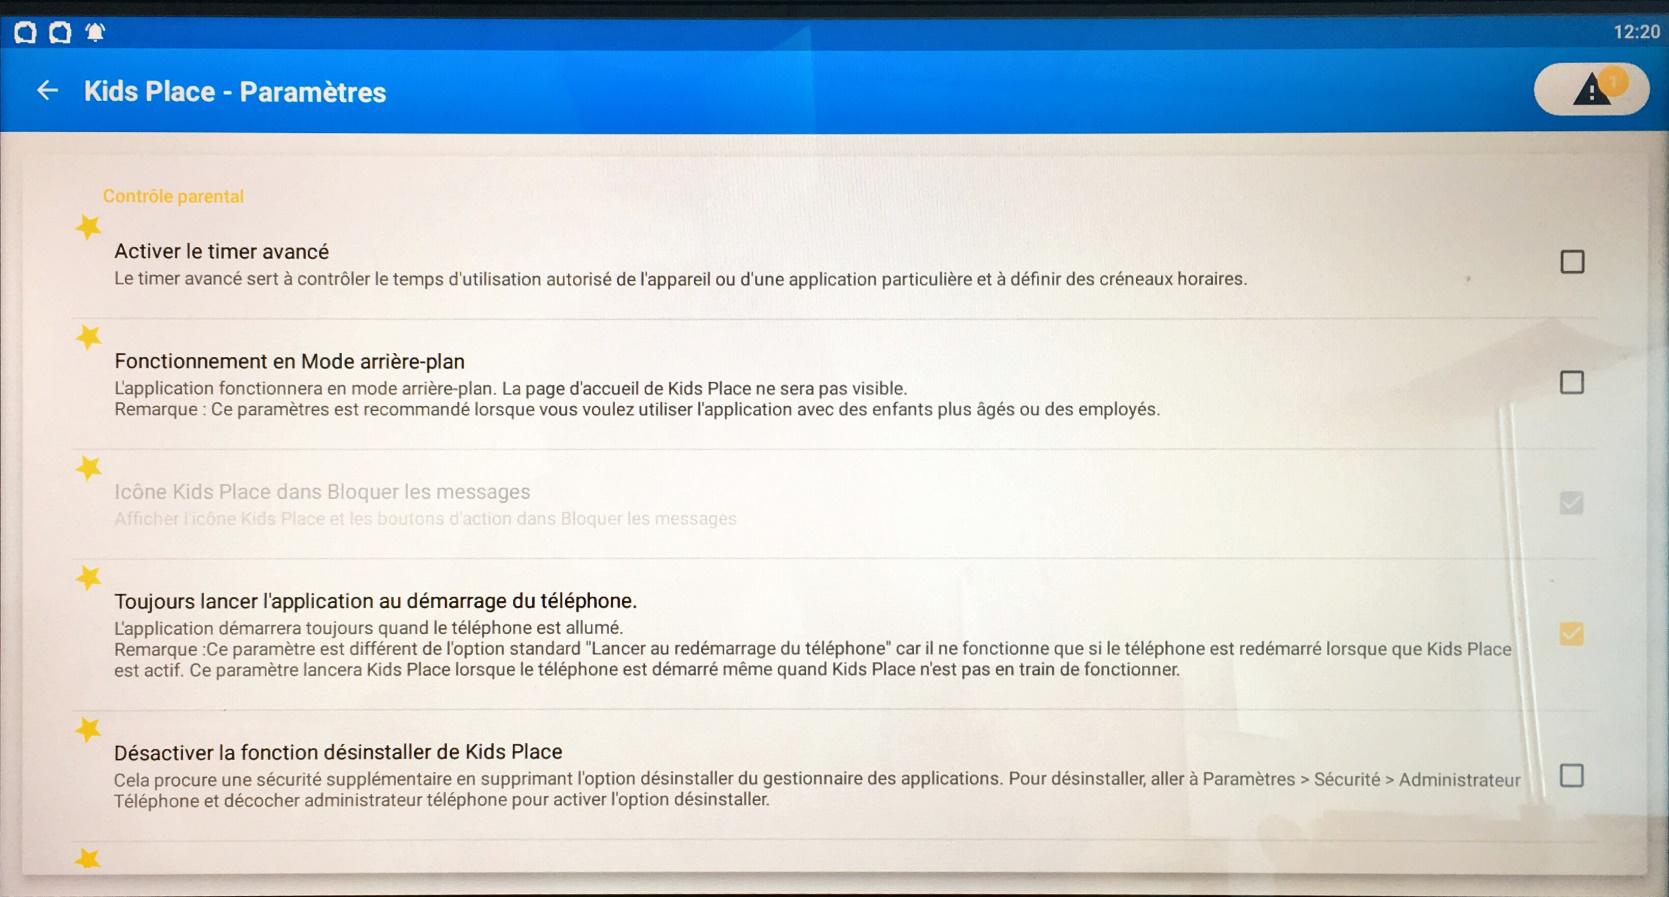 12:20
Kids Place - Paramètres
1
Contrôle parental
Activer le timer avancé
Le timer avancé sert à contrôler le temps d'utilisation autorisé de l'appareil ou d'une application particulière et à définir des créneaux horaires.
Fonctionnement en Mode arrière-plan
L'application fonctionnera en mode arrière-plan. La page d'accueil de Kids Place ne sera pas visible.
Remarque : Ce paramètres est recommandé lorsque vous voulez utiliser l'application avec des enfants plus âgés ou des employés.
Icône Kids Place dans Bloquer les messages
Afficher l'icône Kids Place et les boutons d'action dans Bloquer les messages
Toujours lancer l'application au démarrage du téléphone.
L'application démarrera toujours quand le téléphone est allumé.
Remarque :Ce paramètre est différent de l'option standard "Lancer au redémarrage du téléphone" car il ne fonctionne que si le téléphone est redémarré lorsque que Kids Place
est actif. Ce paramètre lancera Kids Place lorsque le téléphone est démarré même quand Kids Place n'est pas en train de fonctionner.
Désactiver la fonction désinstaller de Kids Place
Cela procure une sécurité supplémentaire en supprimant l'option désinstaller du gestionnaire des applications. Pour désinstaller, aller à Paramètres > Sécurité > Administrateur
Téléphone et décocher administrateur téléphone pour activer l'option désinstaller.